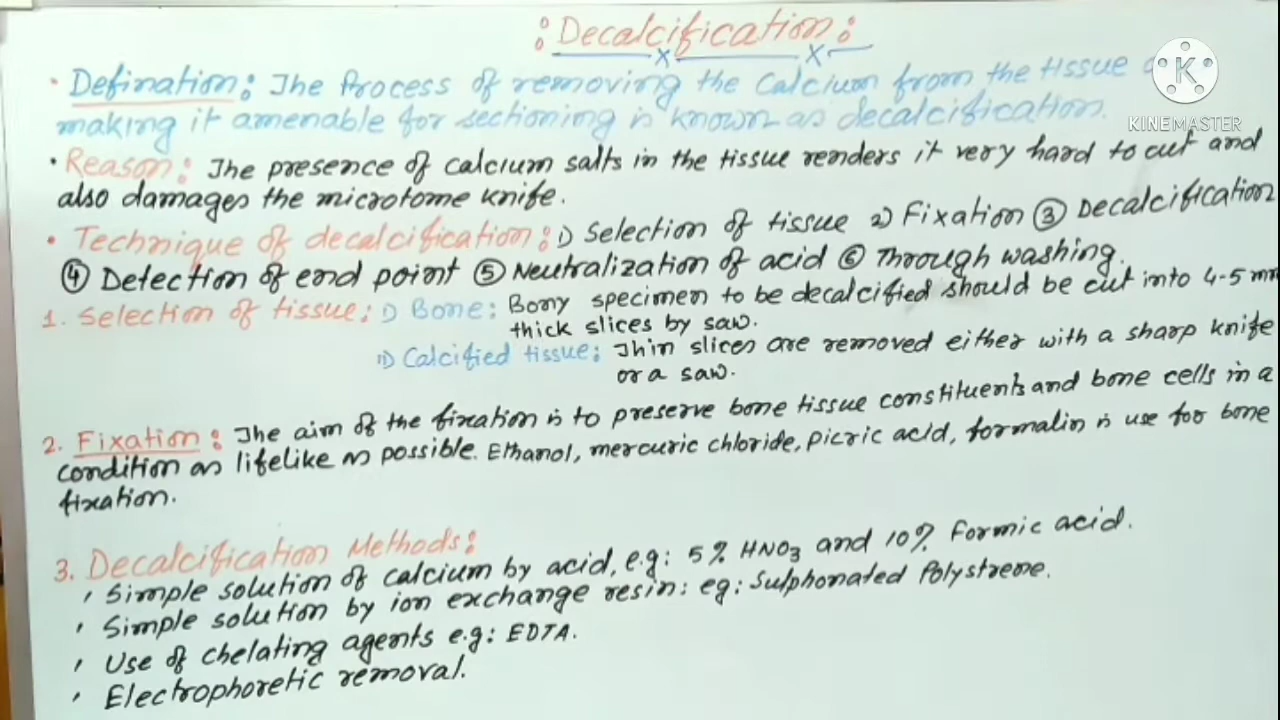 : Decalcification :
• Defination: The Process of removing the Calcium from the tissue
making it amenable for sectioning is known as decalcification.
KINEMASTER
• Reason: The presence of calcium salts in the tissue renders it very hard to cut and
also damages the microtome knife.
• Technique of decalcification: 1) Selection of tissue 2) Fixation ③ Decalcification
④ Detection of end point ⑤ Neutralization of acid ⑥ Through washing.
1. Selection of tissue: i) Bone: Bony specimen to be decalcified should be cut into 4-5 mm
thick slices by saw.
ii) Calcified tissue: Thin slices are removed either with a sharp knife
or a saw.
2. Fixation: The aim of the fixation is to preserve bone tissue constituents and bone cells in a
condition as lifelike as possible. Ethanol, mercuric chloride, picric acid, formalin is use for bone
fixation.
3. Decalcification Methods:
, Simple solution of calcium by acid, e.g: 5% HNO3 and 10% Formic acid.
, Simple solution by ion exchange resin: eg: Sulphonated Polystrene.
, Use of chelating agents e.g: EDTA.
, Electrophoretic removal.